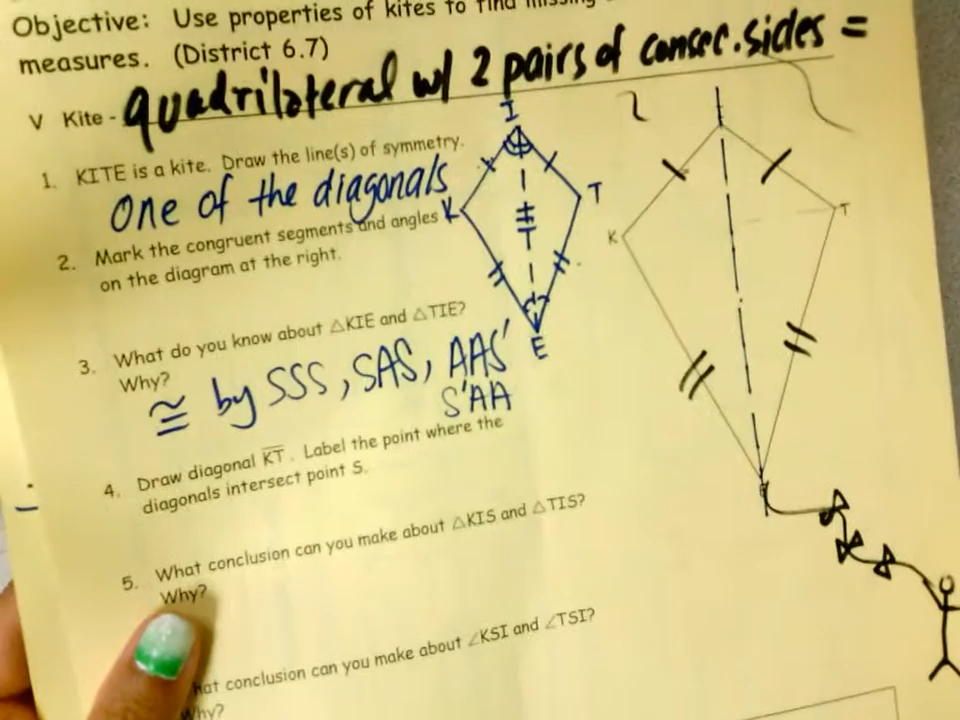 Objective: Use properties of kites to find missing
measures. (District 6.7)
V Kite - quadrilateral w/ 2 pairs of consec. sides =
1. KITE is a kite. Draw the line(s) of symmetry.
One of the diagonals
2. Mark the congruent segments and angles
on the diagram at the right.
I
K
T
E
3. What do you know about △KIE and △TIE?
Why?
≅ by SSS, SAS, AAS'
S'AA
4. Draw diagonal KT. Label the point where the
diagonals intersect point S.
5. What conclusion can you make about △KIS and △TIS?
Why?
hat conclusion can you make about ∠KSI and ∠TSI?
Why?
K
T